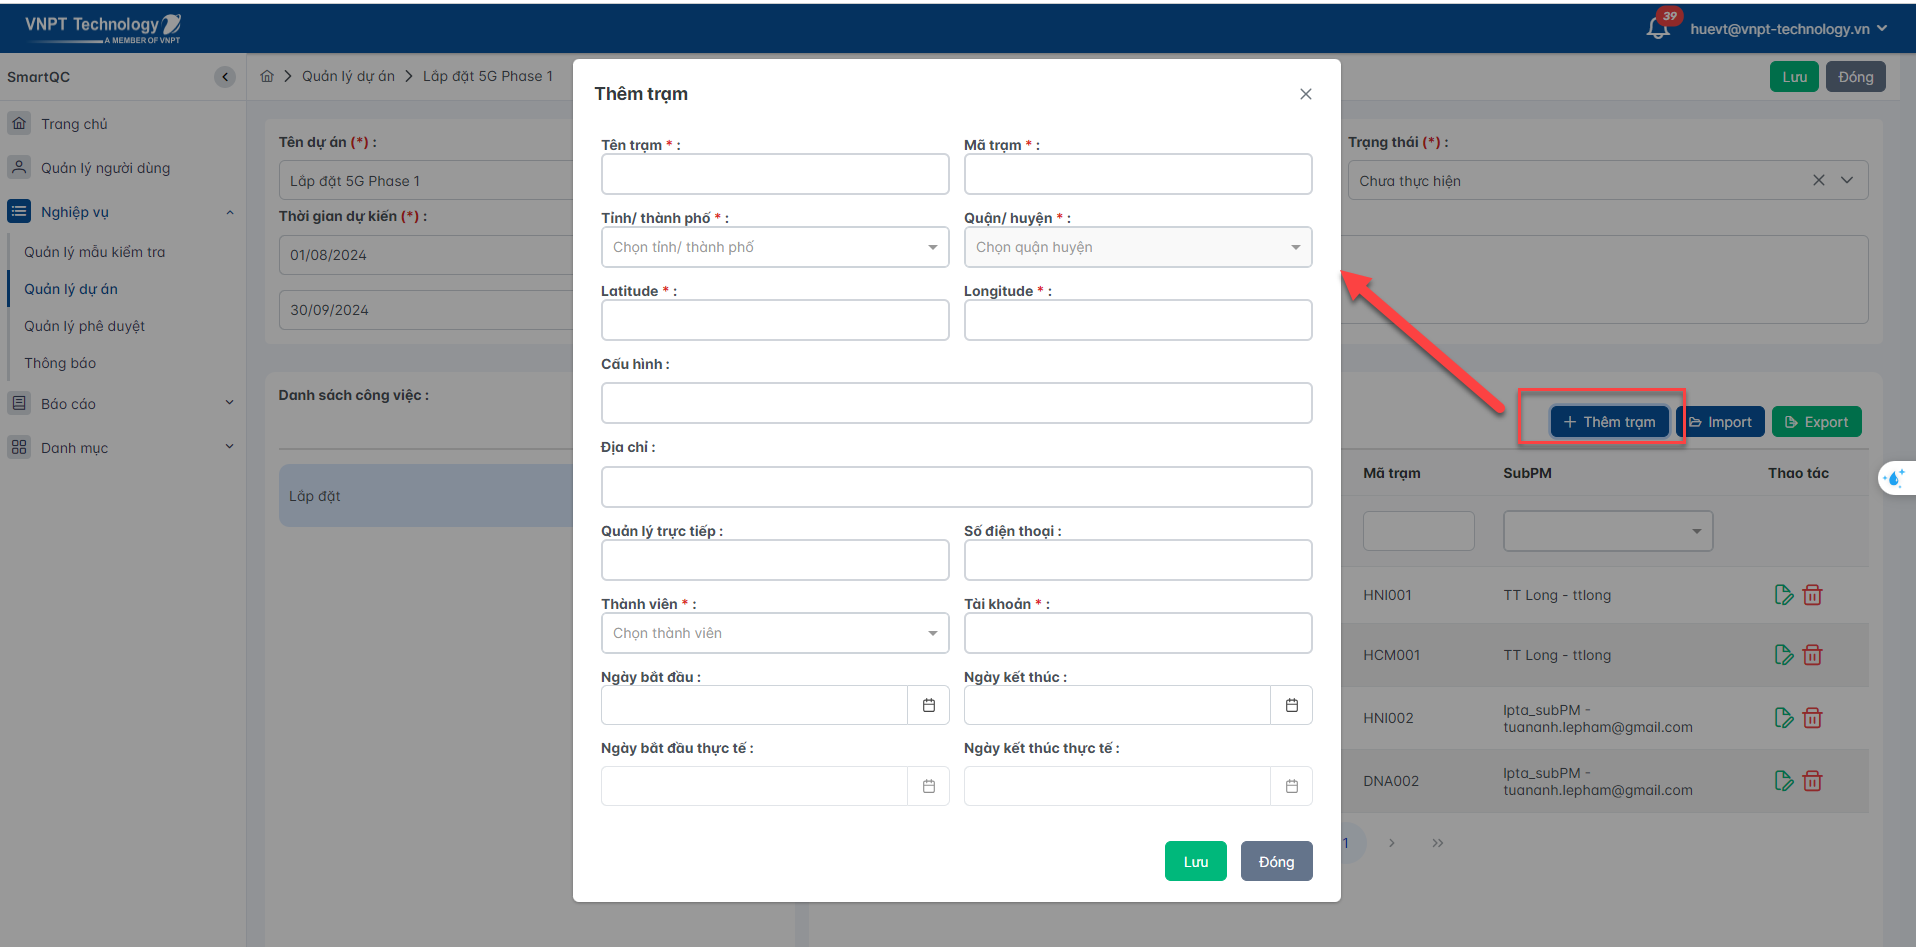 VNPT Technology
A MEMBER OF VNPT
39
huevt@vnpt-technology.vn
SmartQC
Quản lý dự án
Lắp đặt 5G Phase 1
Lưu
Đóng
Trang chủ
Quản lý người dùng
Nghiệp vụ
Quản lý mẫu kiểm tra
Quản lý dự án
Quản lý phê duyệt
Thông báo
Báo cáo
Danh mục
Tên dự án (*) :
Lắp đặt 5G Phase 1
Thời gian dự kiến (*) :
01/08/2024
30/09/2024
Trạng thái (*) :
Chưa thực hiện
Danh sách công việc :
Lắp đặt
Thêm trạm
Tên trạm * :
Mã trạm * :
Tỉnh/ thành phố * :
Quận/ huyện * :
Chọn tỉnh/ thành phố
Chọn quận huyện
Latitude * :
Longitude * :
Cấu hình :
Địa chỉ :
Quản lý trực tiếp :
Số điện thoại :
Thành viên * :
Tài khoản * :
Chọn thành viên
Ngày bắt đầu :
Ngày kết thúc :
Ngày bắt đầu thực tế :
Ngày kết thúc thực tế :
Lưu
Đóng
Thêm trạm
Import
Export
Mã trạm
SubPM
Thao tác
HNI001
TT Long - ttlong
HCM001
TT Long - ttlong
HNI002
lpta_subPM -
tuananh.lepham@gmail.com
DNA002
lpta_subPM -
tuananh.lepham@gmail.com
1